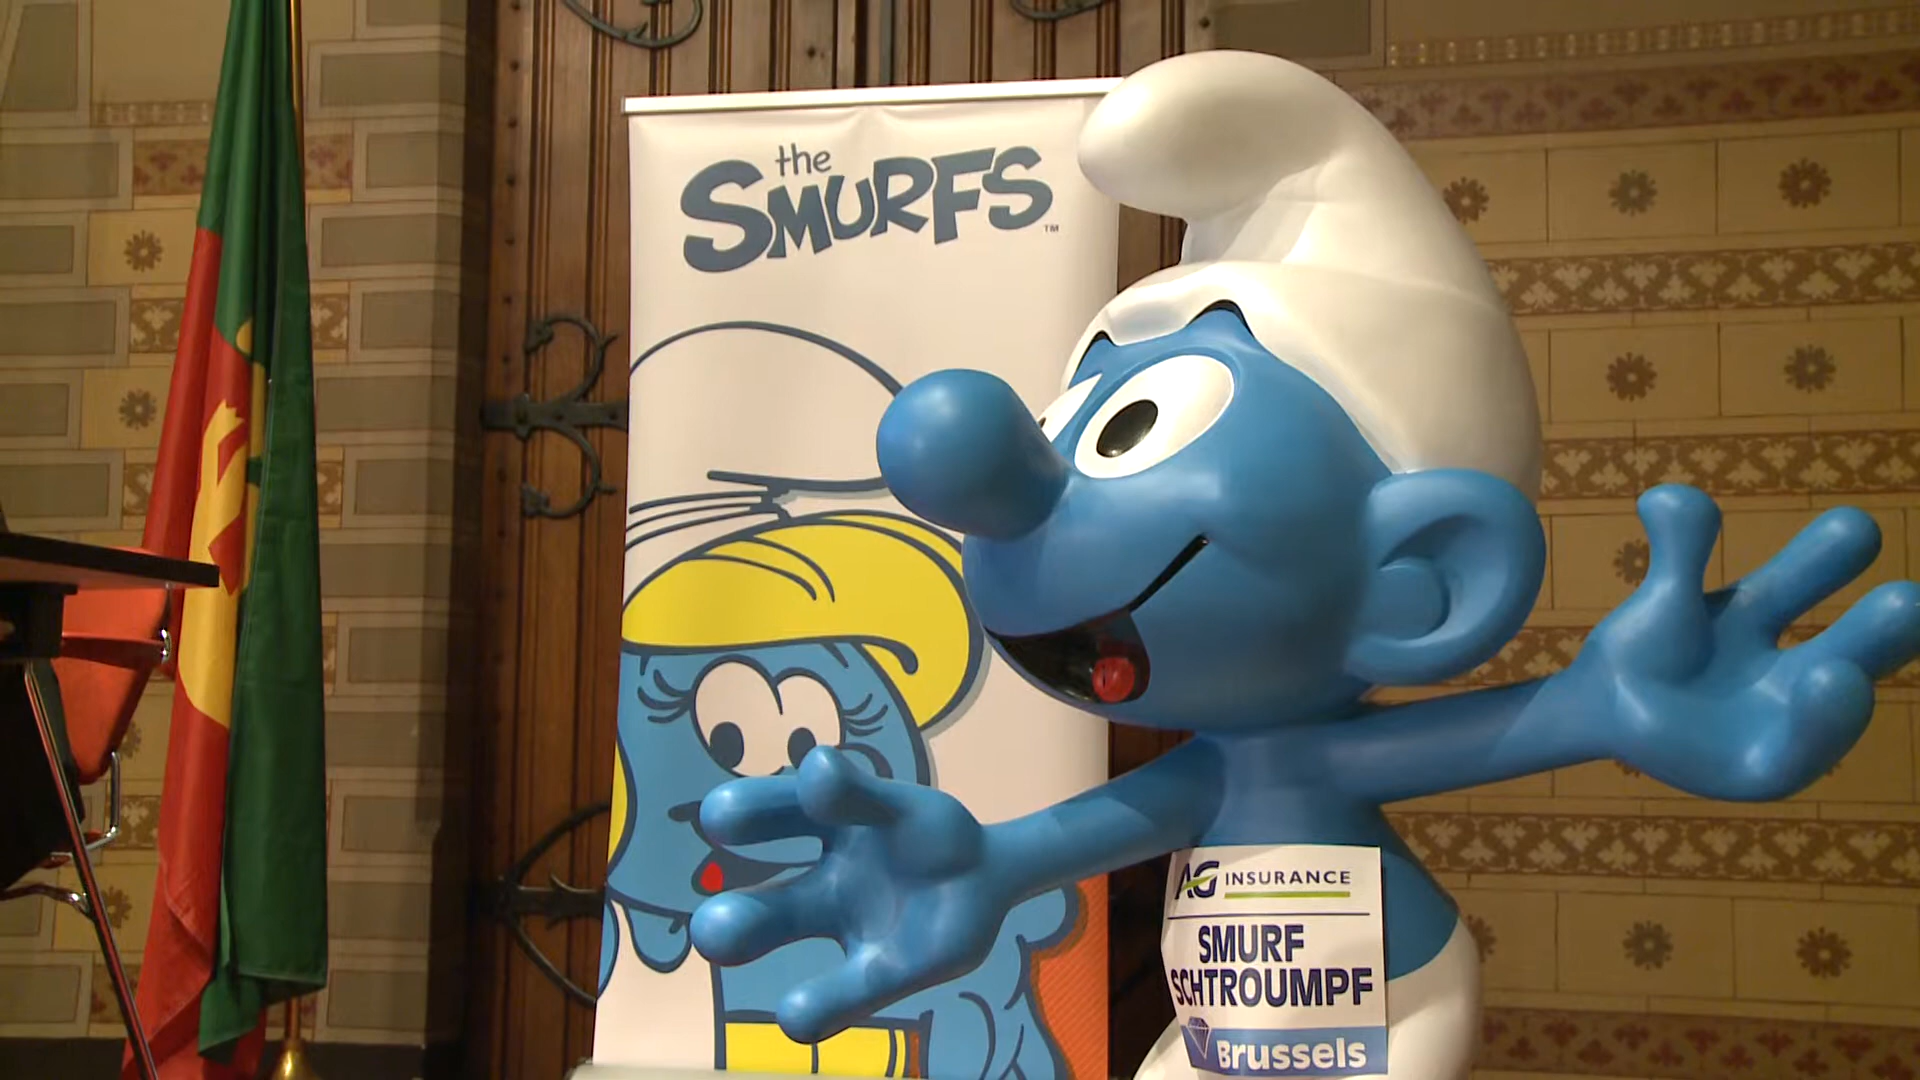 the
SMURFS
TM
AG INSURANCE
SMURF
SCHTROUMPF
Brussels